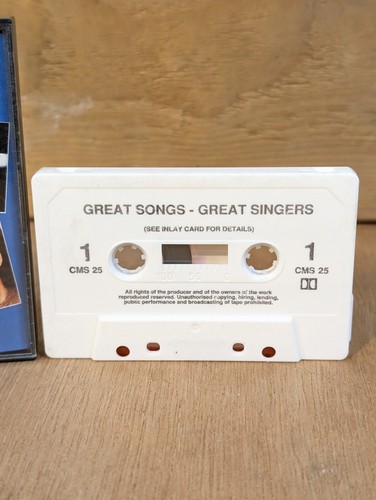 GREAT SONGS - GREAT SINGERS
(SEE INLAY CARD FOR DETAILS)
1 1
CMS 25 CMS 25
All rights of the producer and of the owners of the work
reproduced reserved. Unauthorised copying, hiring, lending,
public performance and broadcasting of tape prohibited.